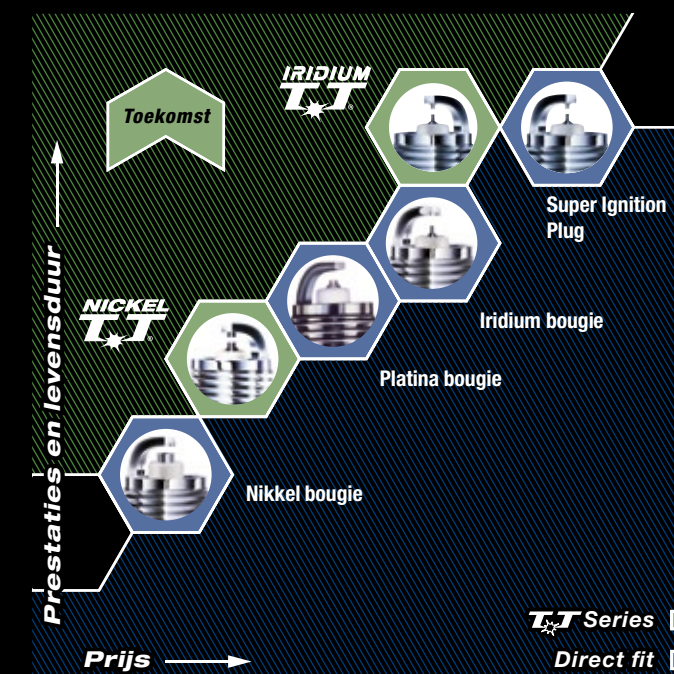 IRIDIUM
TT®
Toekomst
Super Ignition
Plug
Prestaties en levensduur
NICKEL
TT®
Iridium bougie
Platina bougie
Nikkel bougie
TT Series
Prijs
Direct fit